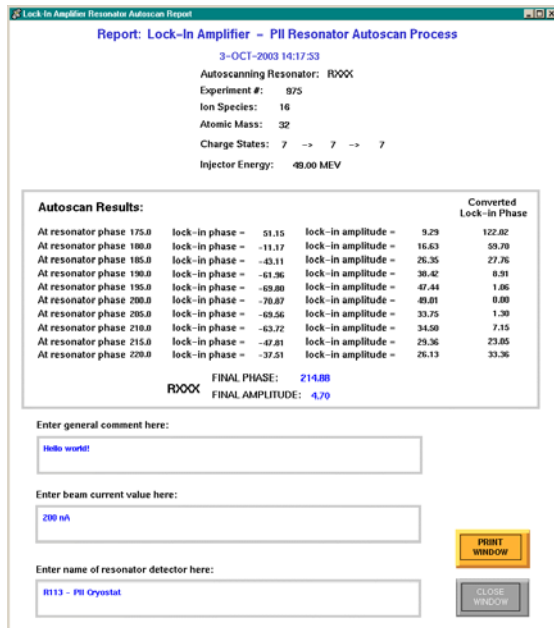 Lock-In Amplifier Resonator Autoscan Report
Report: Lock-In Amplifier - PII Resonator Autoscan Process
3-OCT-2003 14:17:53
Autoscanning Resonator: RXXX
Experiment #: 975
Ion Species: 16
Atomic Mass: 32
Charge States: 7 -> 7 -> 7
Injector Energy: 49.00 MEV
Autoscan Results: Converted Lock-in Phase
At resonator phase 175.0 lock-in phase = 51.15 lock-in amplitude = 9.29 122.02
At resonator phase 180.0 lock-in phase = -11.17 lock-in amplitude = 16.63 59.70
At resonator phase 185.0 lock-in phase = -43.11 lock-in amplitude = 26.35 27.76
At resonator phase 190.0 lock-in phase = -61.96 lock-in amplitude = 38.42 8.91
At resonator phase 195.0 lock-in phase = -69.80 lock-in amplitude = 47.44 1.06
At resonator phase 200.0 lock-in phase = -70.87 lock-in amplitude = 49.01 0.00
At resonator phase 205.0 lock-in phase = -69.56 lock-in amplitude = 33.75 1.30
At resonator phase 210.0 lock-in phase = -63.72 lock-in amplitude = 34.50 7.15
At resonator phase 215.0 lock-in phase = -47.81 lock-in amplitude = 29.36 23.05
At resonator phase 220.0 lock-in phase = -37.51 lock-in amplitude = 26.13 33.36
FINAL PHASE: 214.88
RXXX
FINAL AMPLITUDE: 4.70
Enter general comment here:
Hello world!
Enter beam current value here:
200 nA
PRINT
WINDOW
Enter name of resonator detector here:
R113 - PII Cryostat
CLOSE
WINDOW